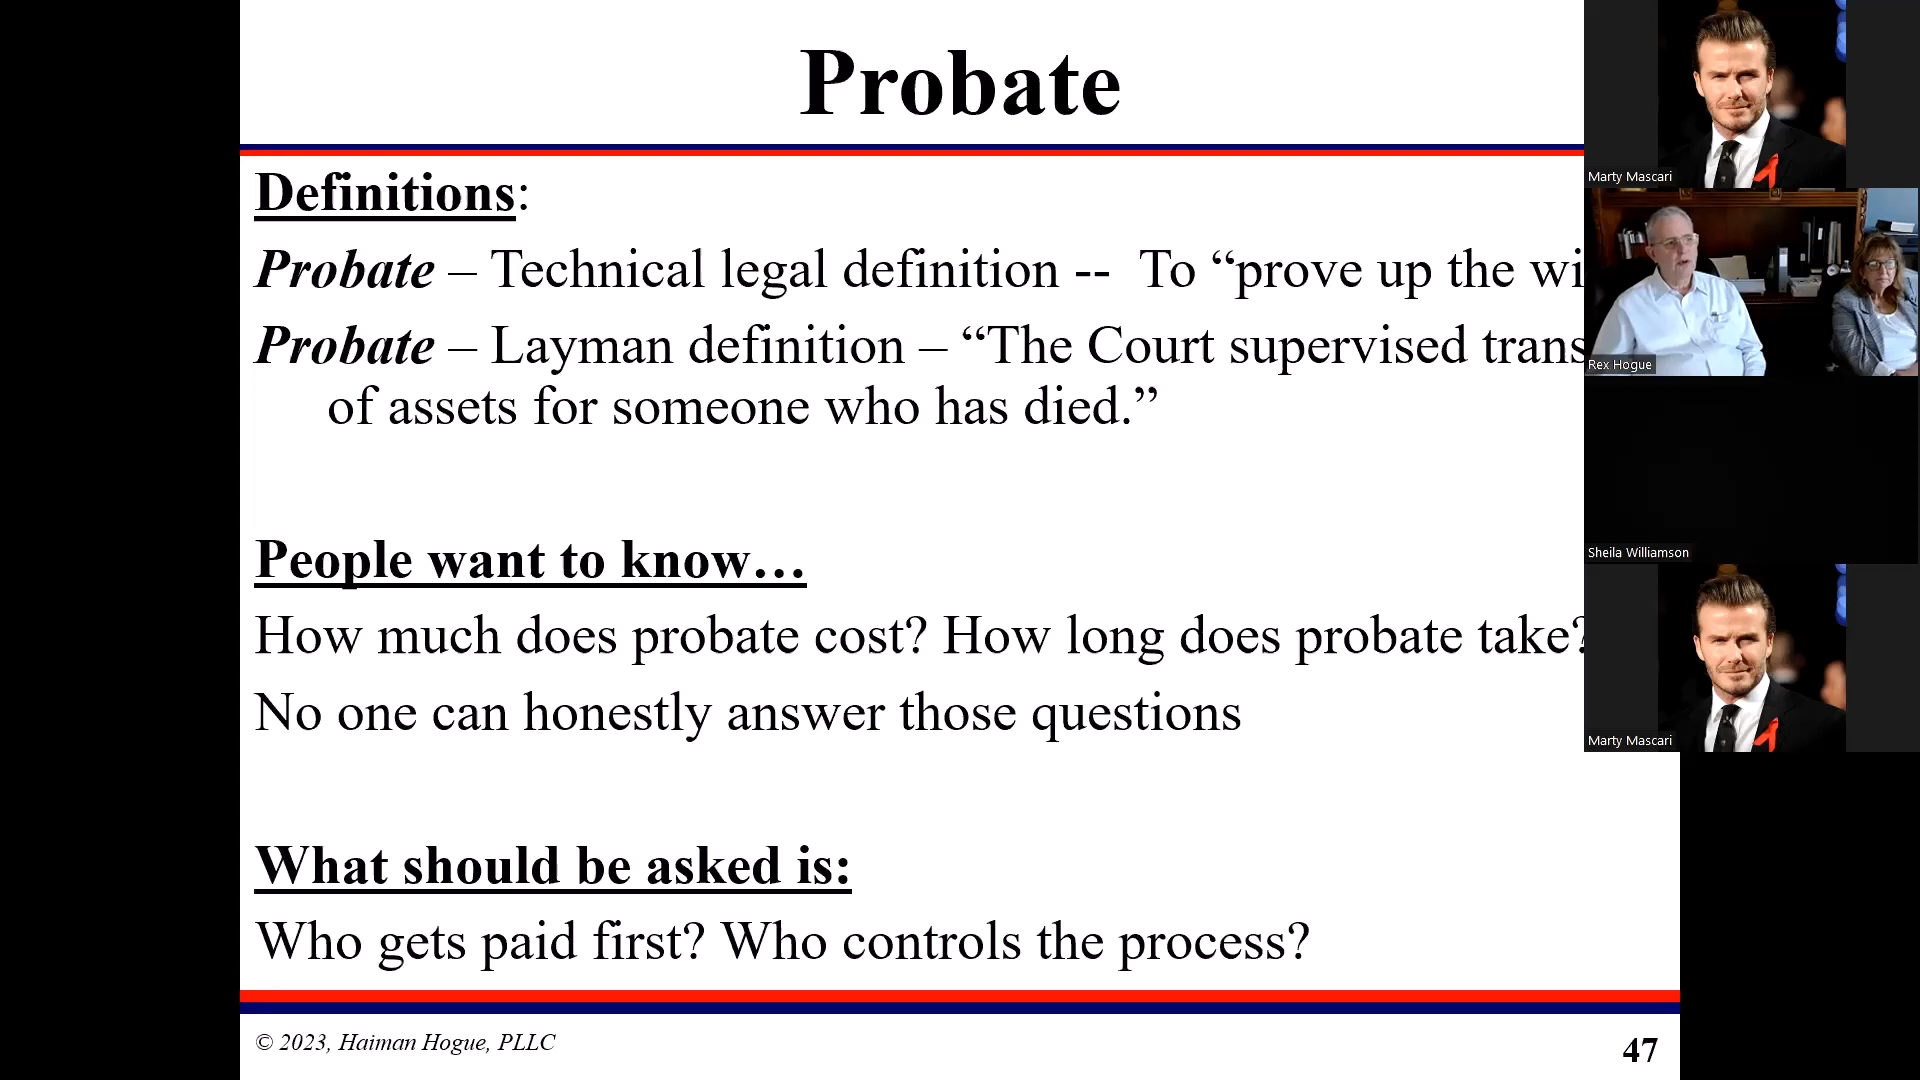 Probate
Definitions:
Probate – Technical legal definition -- To “prove up the wi
Probate – Layman definition – “The Court supervised trans
of assets for someone who has died.”
People want to know…
How much does probate cost? How long does probate take?
No one can honestly answer those questions
What should be asked is:
Who gets paid first? Who controls the process?
© 2023, Haiman Hogue, PLLC
47
Marty Mascari
Rex Hogue
Sheila Williamson
Marty Mascari